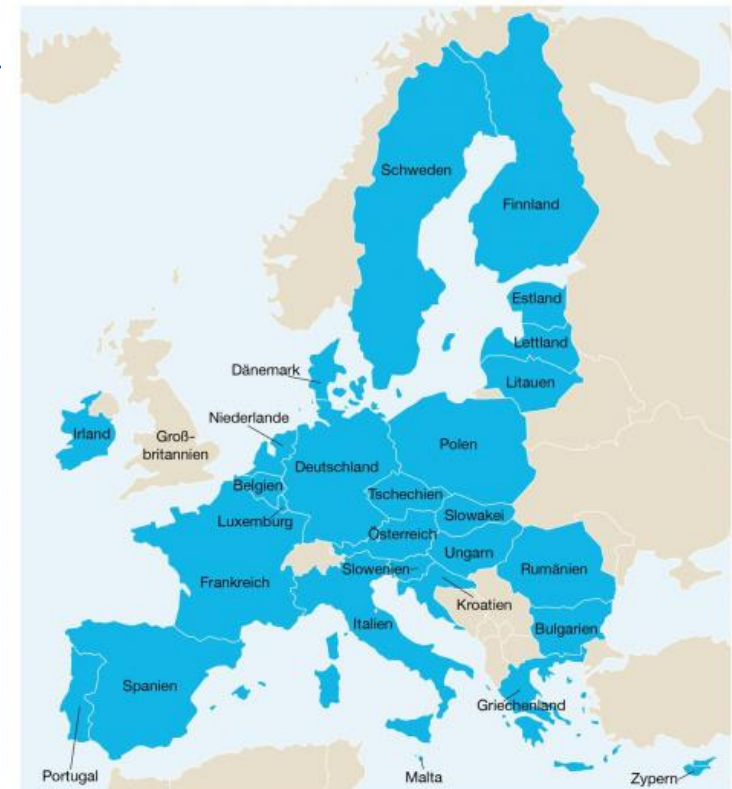 Schweden
Finnland
Estland
Lettland
Litauen
Dänemark
Niederlande
Irland
Groß-
britannien
Polen
Deutschland
Belgien
Tschechien
Luxemburg
Slowakei
Österreich
Ungarn
Slowenien
Rumänien
Frankreich
Kroatien
Italien
Bulgarien
Spanien
Griechenland
Portugal
Malta
Zypern